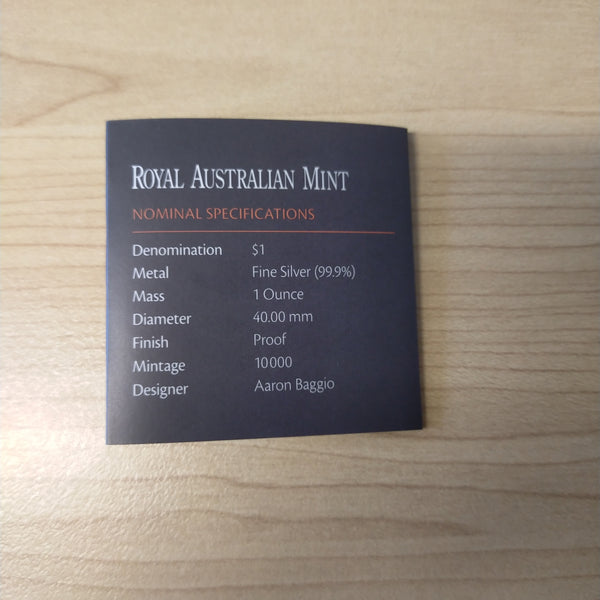 ROYAL AUSTRALIAN MINT
NOMINAL SPECIFICATIONS
Denomination $1
Metal Fine Silver (99.9%)
Mass 1 Ounce
Diameter 40.00 mm
Finish Proof
Mintage 10000
Designer Aaron Baggio